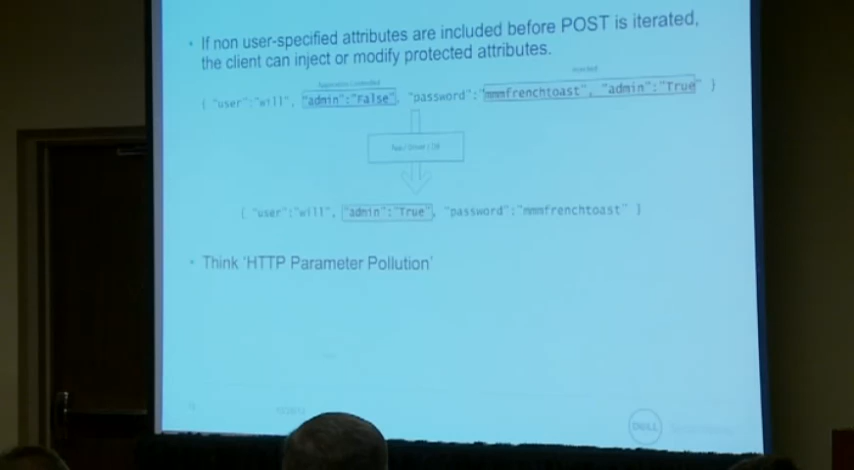 • If non user-specified attributes are included before POST is iterated,
the client can inject or modify protected attributes.
Application Controlled
{ "user":"will", "admin":"False", "password":"mmmfrenchtoast", "admin":"True" }
{ "user":"will", "admin":"True", "password":"mmmfrenchtoast" }
• Think 'HTTP Parameter Pollution'
DELL